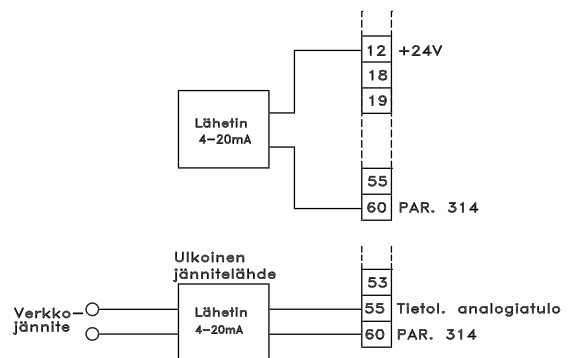 12 +24V
18
19
Lähetin
4-20mA
55
60 PAR. 314
Ulkoinen
jännitelähde
53
Verkko-
jännite
Lähetin
4-20mA
55 Tietol. analogiatulo
60 PAR. 314